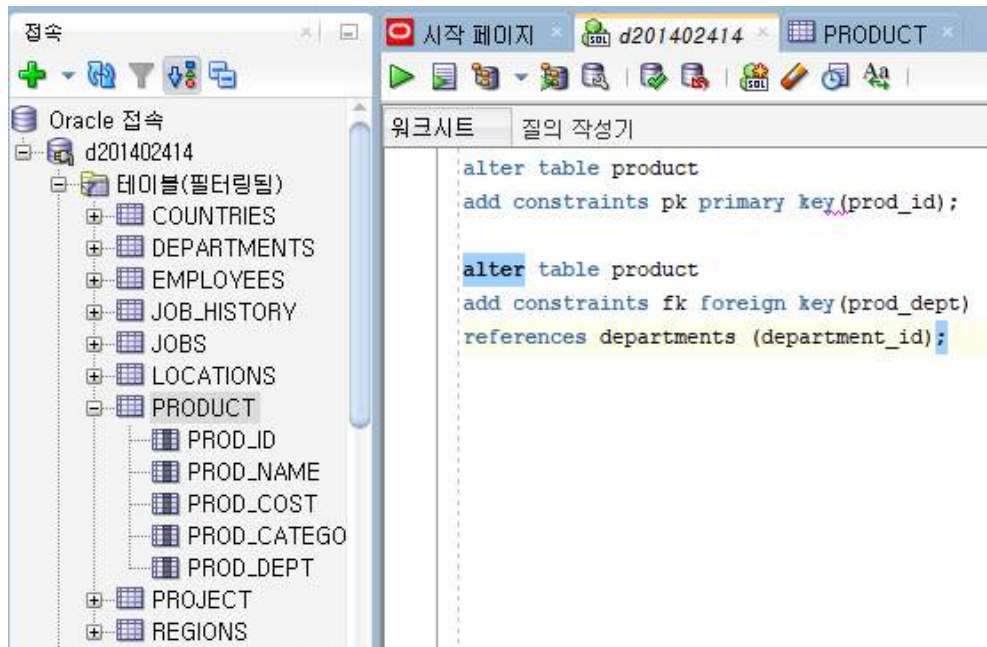 접속
Oracle 접속
d201402414
테이블(필터링됨)
COUNTRIES
DEPARTMENTS
EMPLOYEES
JOB_HISTORY
JOBS
LOCATIONS
PRODUCT
PROD_ID
PROD_NAME
PROD_COST
PROD_CATEGO
PROD_DEPT
PROJECT
REGIONS
시작 페이지
d201402414
PRODUCT
워크시트
질의 작성기
alter table product
add constraints pk primary key(prod_id);
alter table product
add constraints fk foreign key(prod_dept)
references departments (department_id);